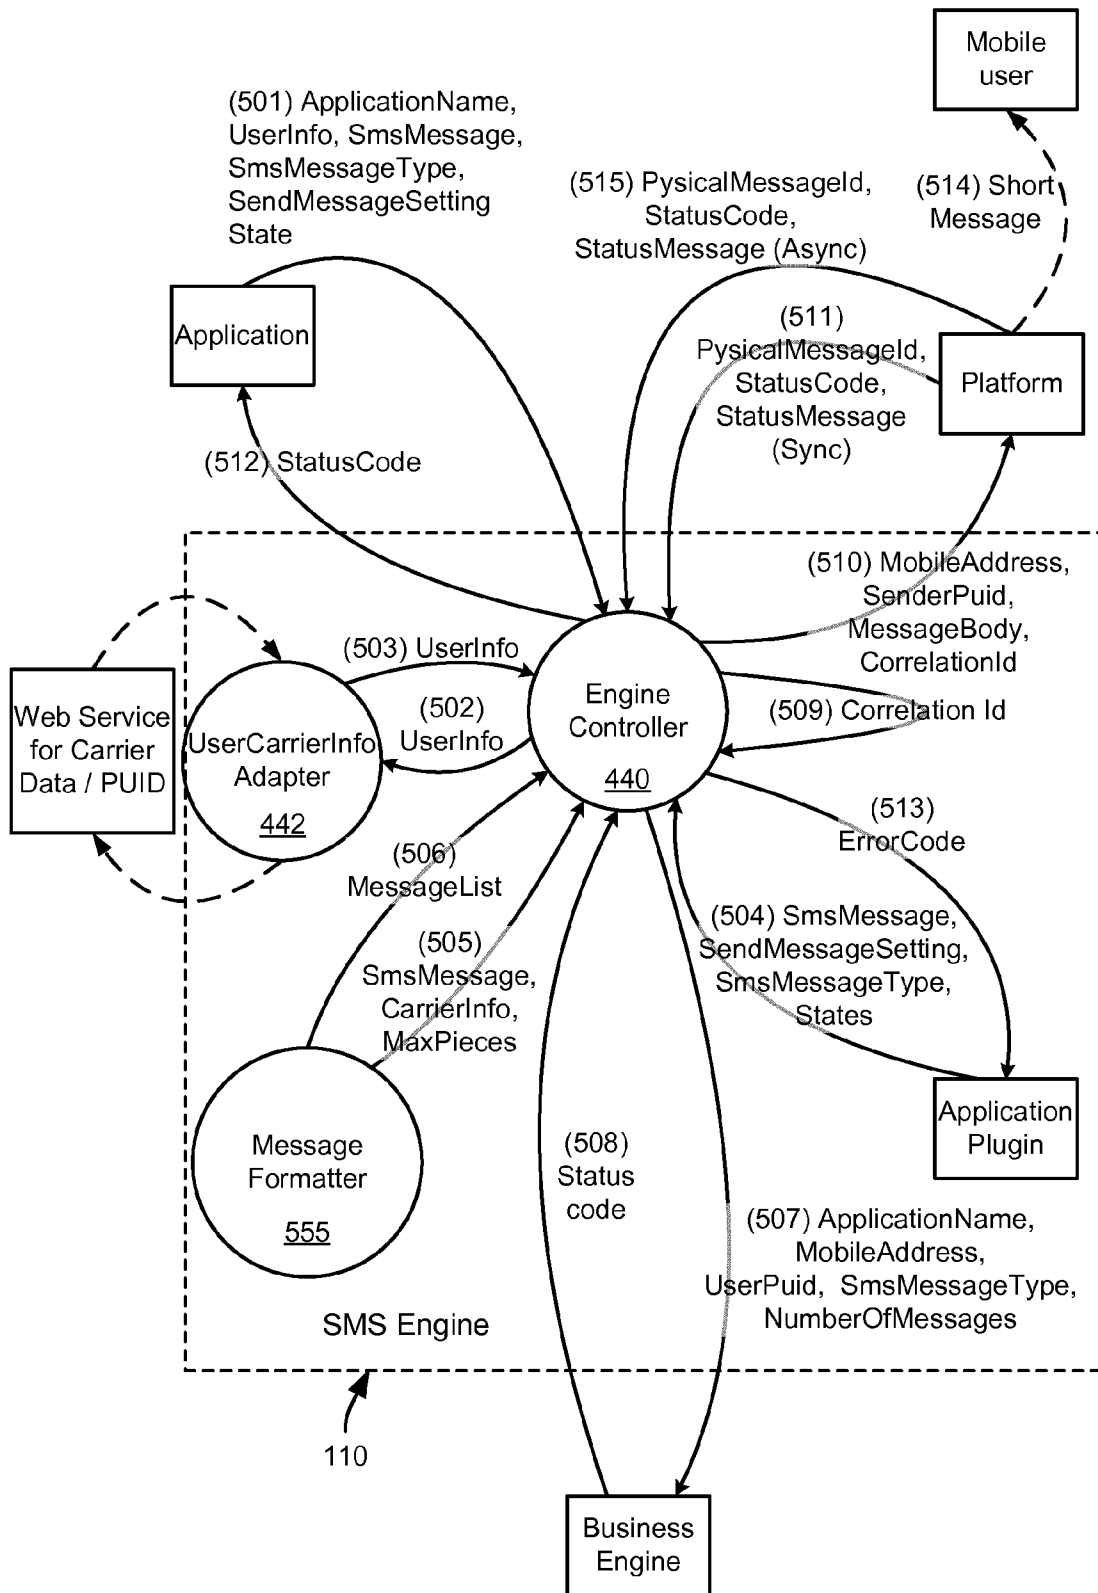 Mobile
user
(501) ApplicationName,
UserInfo, SmsMessage,
SmsMessageType,
SendMessageSetting
State
(515) PysicalMessageId,
StatusCode,
StatusMessage (Async)
(514) Short
Message
Application
(511)
PysicalMessageId,
StatusCode,
StatusMessage
(Sync)
Platform
(512) StatusCode
(510) MobileAddress,
SenderPuid,
MessageBody,
CorrelationId
(503) UserInfo
(502)
UserInfo
Engine
Controller
440
(509) Correlation Id
Web Service
for Carrier
Data / PUID
UserCarrierInfo
Adapter
442
(513)
ErrorCode
(506)
MessageList
(505)
SmsMessage,
CarrierInfo,
MaxPieces
(504) SmsMessage,
SendMessageSetting,
SmsMessageType,
States
Message
Formatter
555
Application
Plugin
(508)
Status
code
(507) ApplicationName,
MobileAddress,
UserPuid, SmsMessageType,
NumberOfMessages
SMS Engine
110
Business
Engine